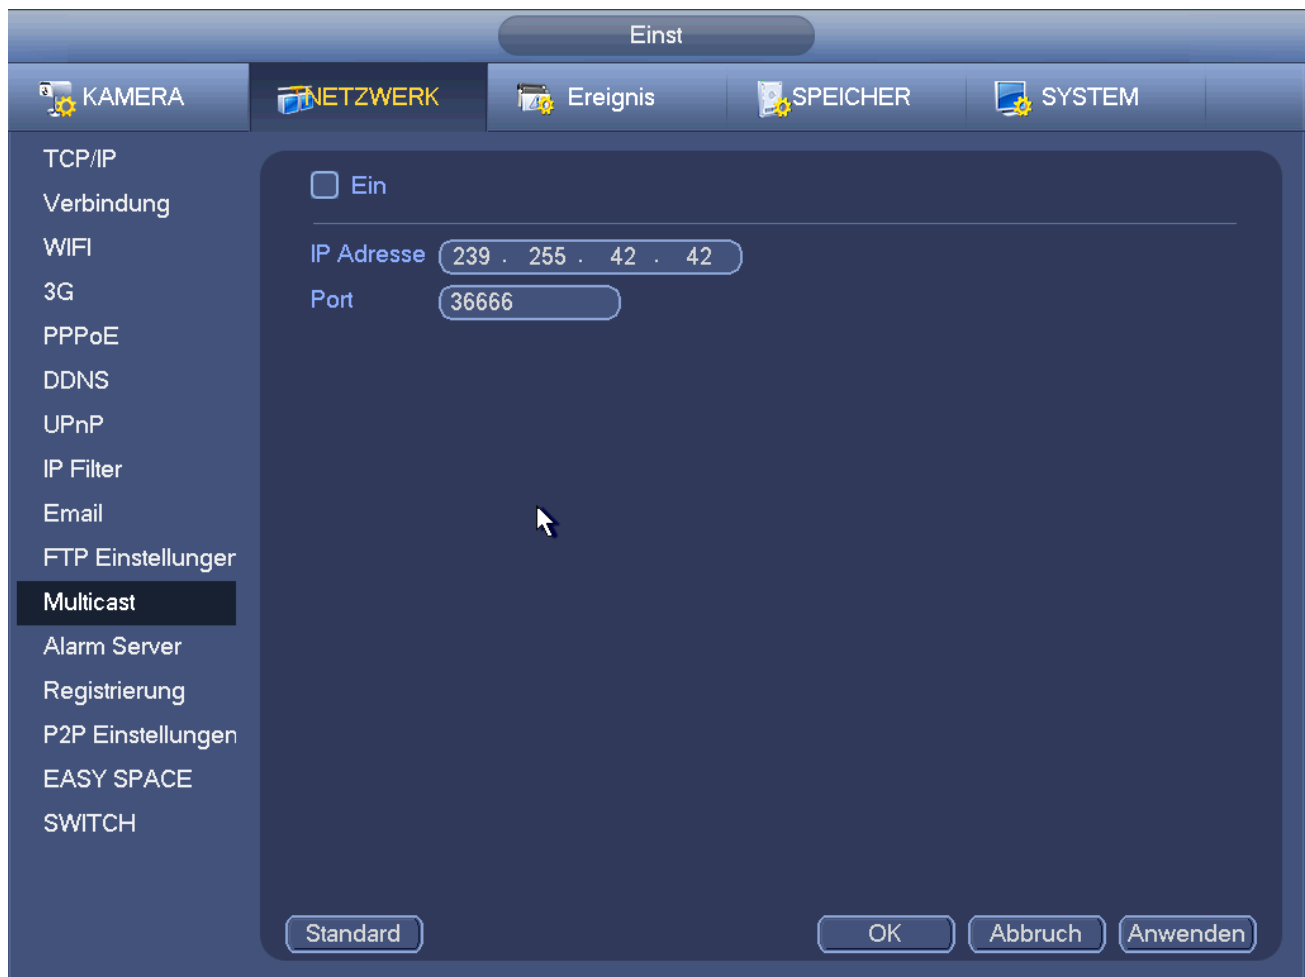 Einst
KAMERA
NETZWERK
Ereignis
SPEICHER
SYSTEM
TCP/IP
Verbindung
WIFI
3G
PPPoE
DDNS
UPnP
IP Filter
Email
FTP Einstellunger
Multicast
Alarm Server
Registrierung
P2P Einstellungen
EASY SPACE
SWITCH
Ein
IP Adresse 239 . 255 . 42 . 42
Port 36666
Standard
OK
Abbruch
Anwenden